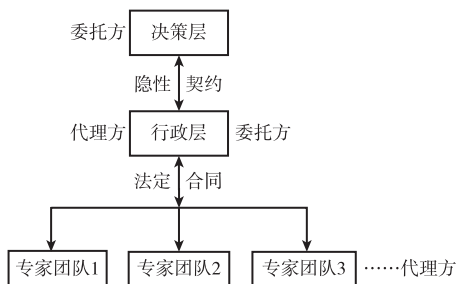 委托方 决策层
隐性 契约
代理方 行政层 委托方
法定 合同
专家团队1 专家团队2 专家团队3 ……代理方